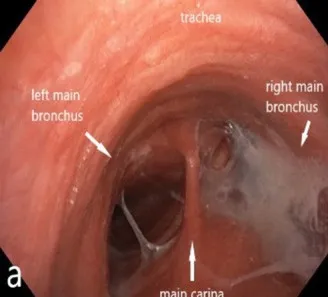 trachea
left main
bronchus
right main
bronchus
a
main carina